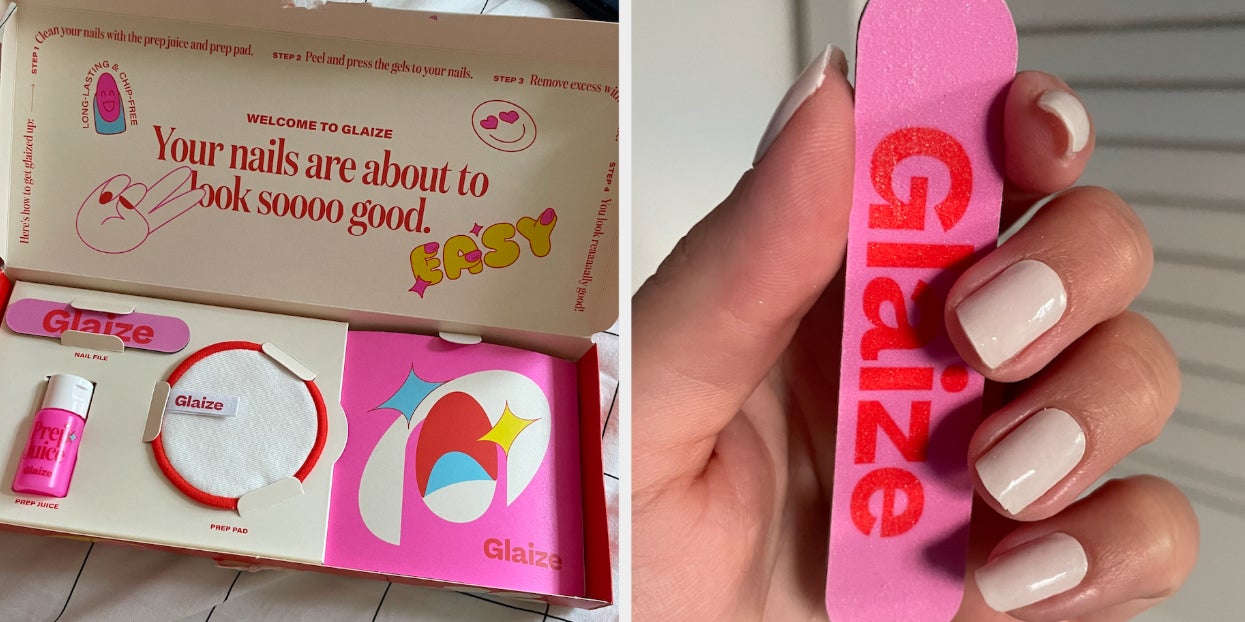 STEP 1 Clean your nails with the prep juice and prep pad.
STEP 2 Peel and press the gels to your nails.
STEP 3 Remove excess with
STEP 4 You look reaaaaally good!
Here's how to get glaized up:
LONG-LASTING & CHIP-FREE
WELCOME TO GLAIZE
Your nails are about to
look soooo good.
EASY
Glaize
NAIL FILE
Glaize
Prep
Juice
Glaize
PREP JUICE
PREP PAD
Glaize
Glaize